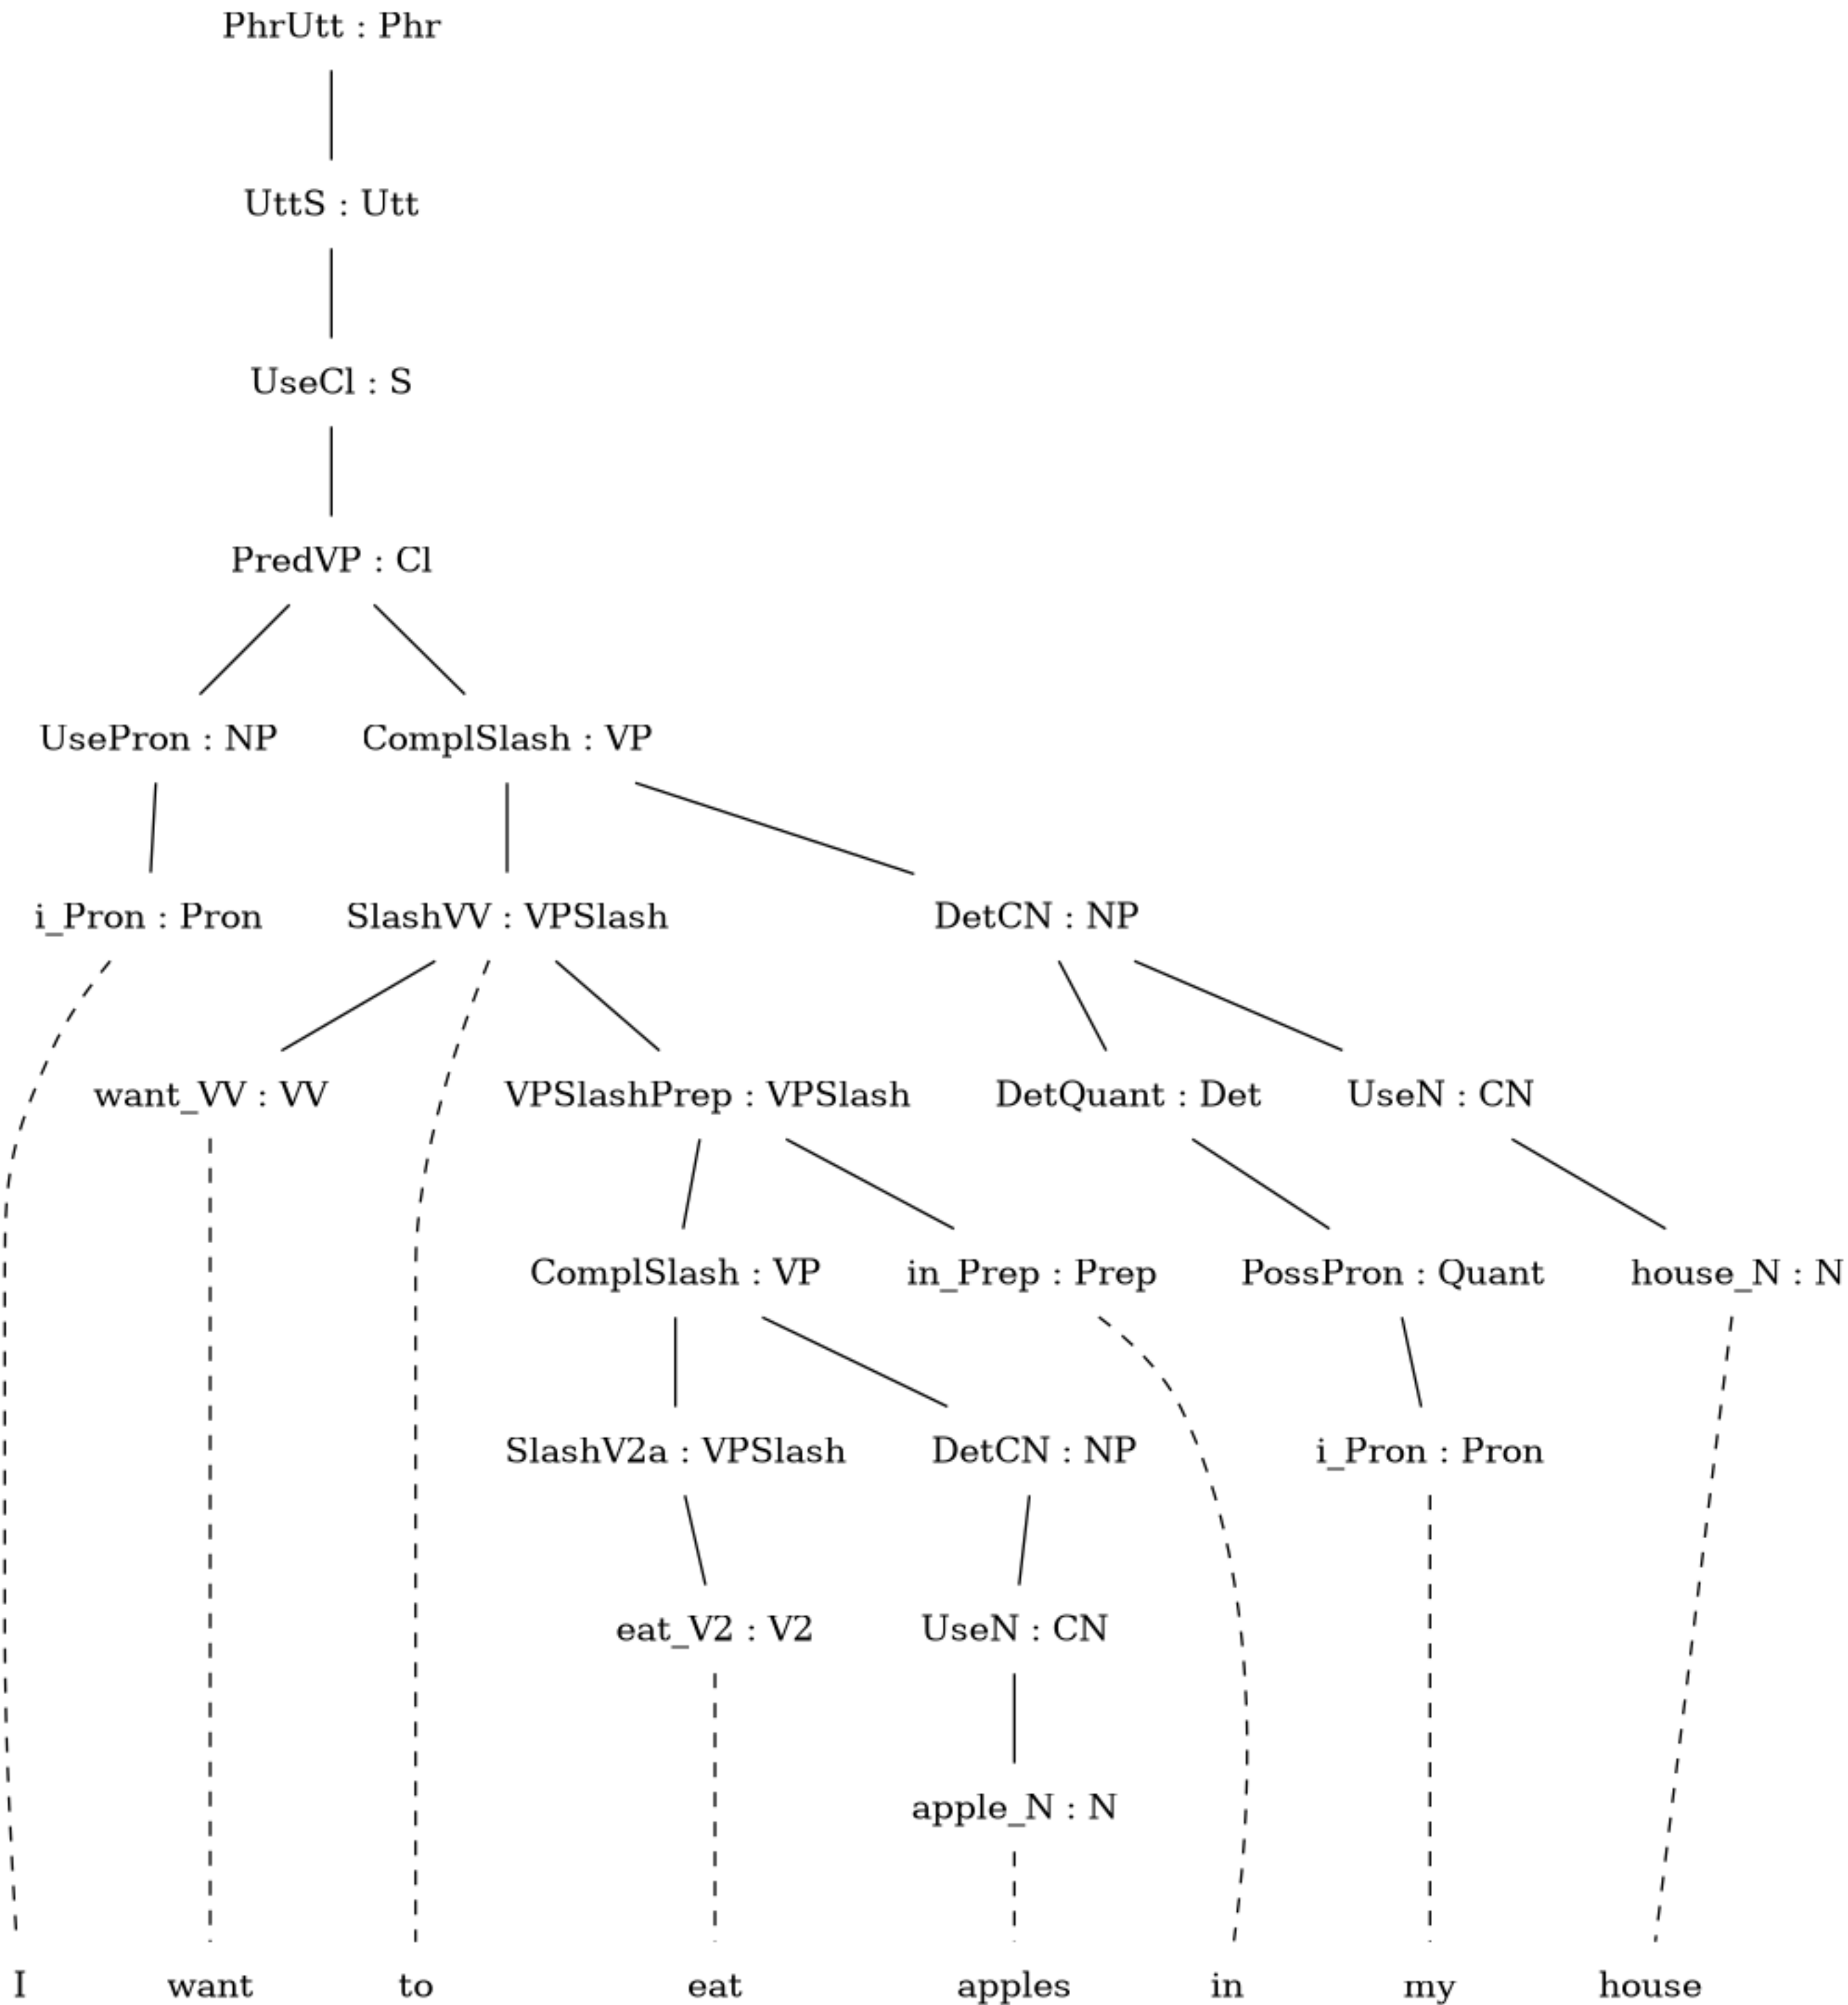 PhrUtt : Phr
UttS : Utt
UseCl : S
PredVP : Cl
UsePron : NP ComplSlash : VP
i_Pron : Pron SlashVV : VPSlash DetCN : NP
want_VV : VV VPSlashPrep : VPSlash DetQuant : Det UseN : CN
ComplSlash : VP in_Prep : Prep PossPron : Quant house_N : N
SlashV2a : VPSlash DetCN : NP i_Pron : Pron
eat_V2 : V2 UseN : CN
apple_N : N
I want to eat apples in my house